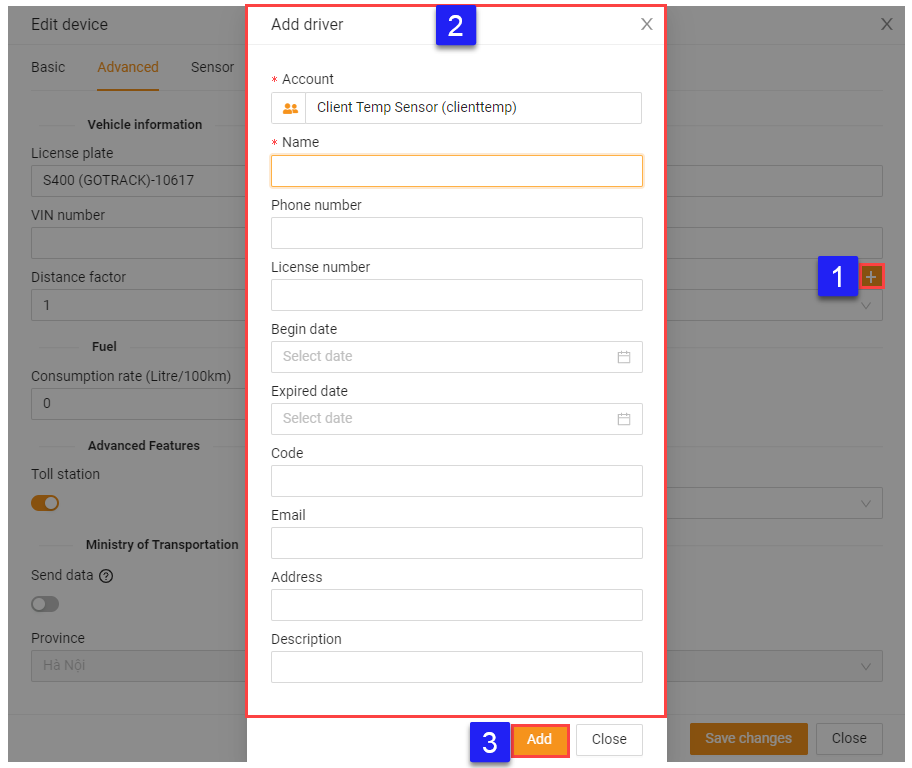 Edit device
Basic
Advanced
Sensor
Vehicle information
License plate
S400 (GOTRACK)-10617
VIN number
Distance factor
1
Fuel
Consumption rate (Litre/100km)
0
Advanced Features
Toll station
Ministry of Transportation
Send data
Province
Hà Nội
Add driver
2
* Account
Client Temp Sensor (clienttemp)
* Name
Phone number
License number
Begin date
Select date
Expired date
Select date
Code
Email
Address
Description
3
Add
Close
1
Save changes
Close